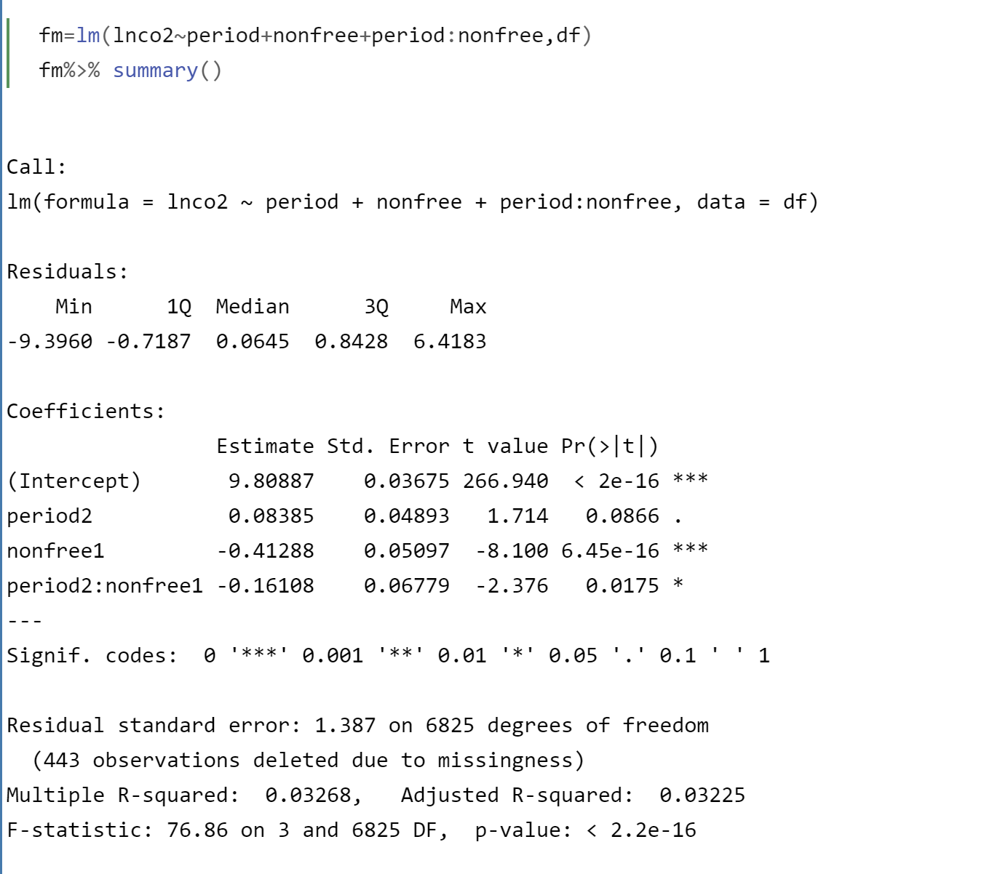 fm=lm(lnco2~period+nonfree+period:nonfree,df)
fm%>% summary()
Call:
lm(formula = lnco2 ~ period + nonfree + period:nonfree, data = df)
Residuals:
    Min      1Q  Median      3Q     Max
-9.3960 -0.7187  0.0645  0.8428  6.4183
Coefficients:
                 Estimate Std. Error t value Pr(>|t|)
(Intercept)       9.80887    0.03675 266.940  < 2e-16 ***
period2           0.08385    0.04893   1.714   0.0866 .
nonfree1         -0.41288    0.05097  -8.100 6.45e-16 ***
period2:nonfree1 -0.16108    0.06779  -2.376   0.0175 *
---
Signif. codes:  0 '***' 0.001 '**' 0.01 '*' 0.05 '.' 0.1 ' ' 1
Residual standard error: 1.387 on 6825 degrees of freedom
  (443 observations deleted due to missingness)
Multiple R-squared:  0.03268,   Adjusted R-squared:  0.03225
F-statistic: 76.86 on 3 and 6825 DF,  p-value: < 2.2e-16